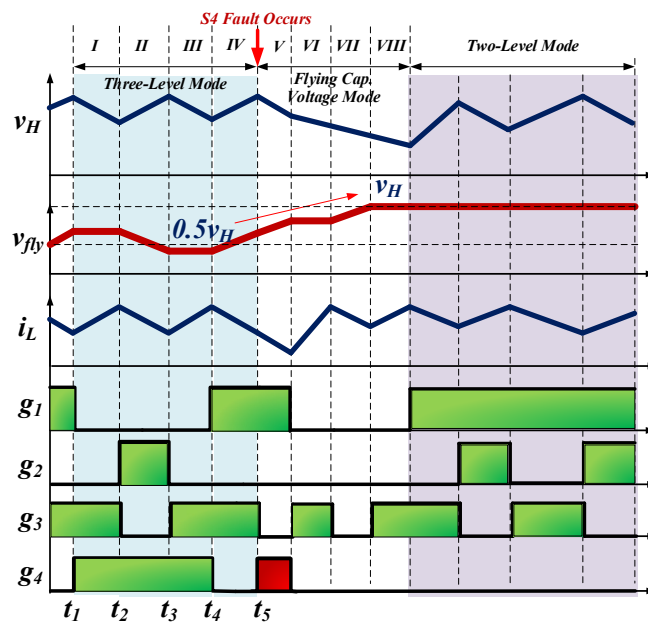 S4 Fault Occurs
I II III IV V VI VII VIII Two-Level Mode
Three-Level Mode
Flying Cap.
Voltage Mode
vH
vH
0.5vH
vfly
iL
g1
g2
g3
g4
t1 t2 t3 t4 t5